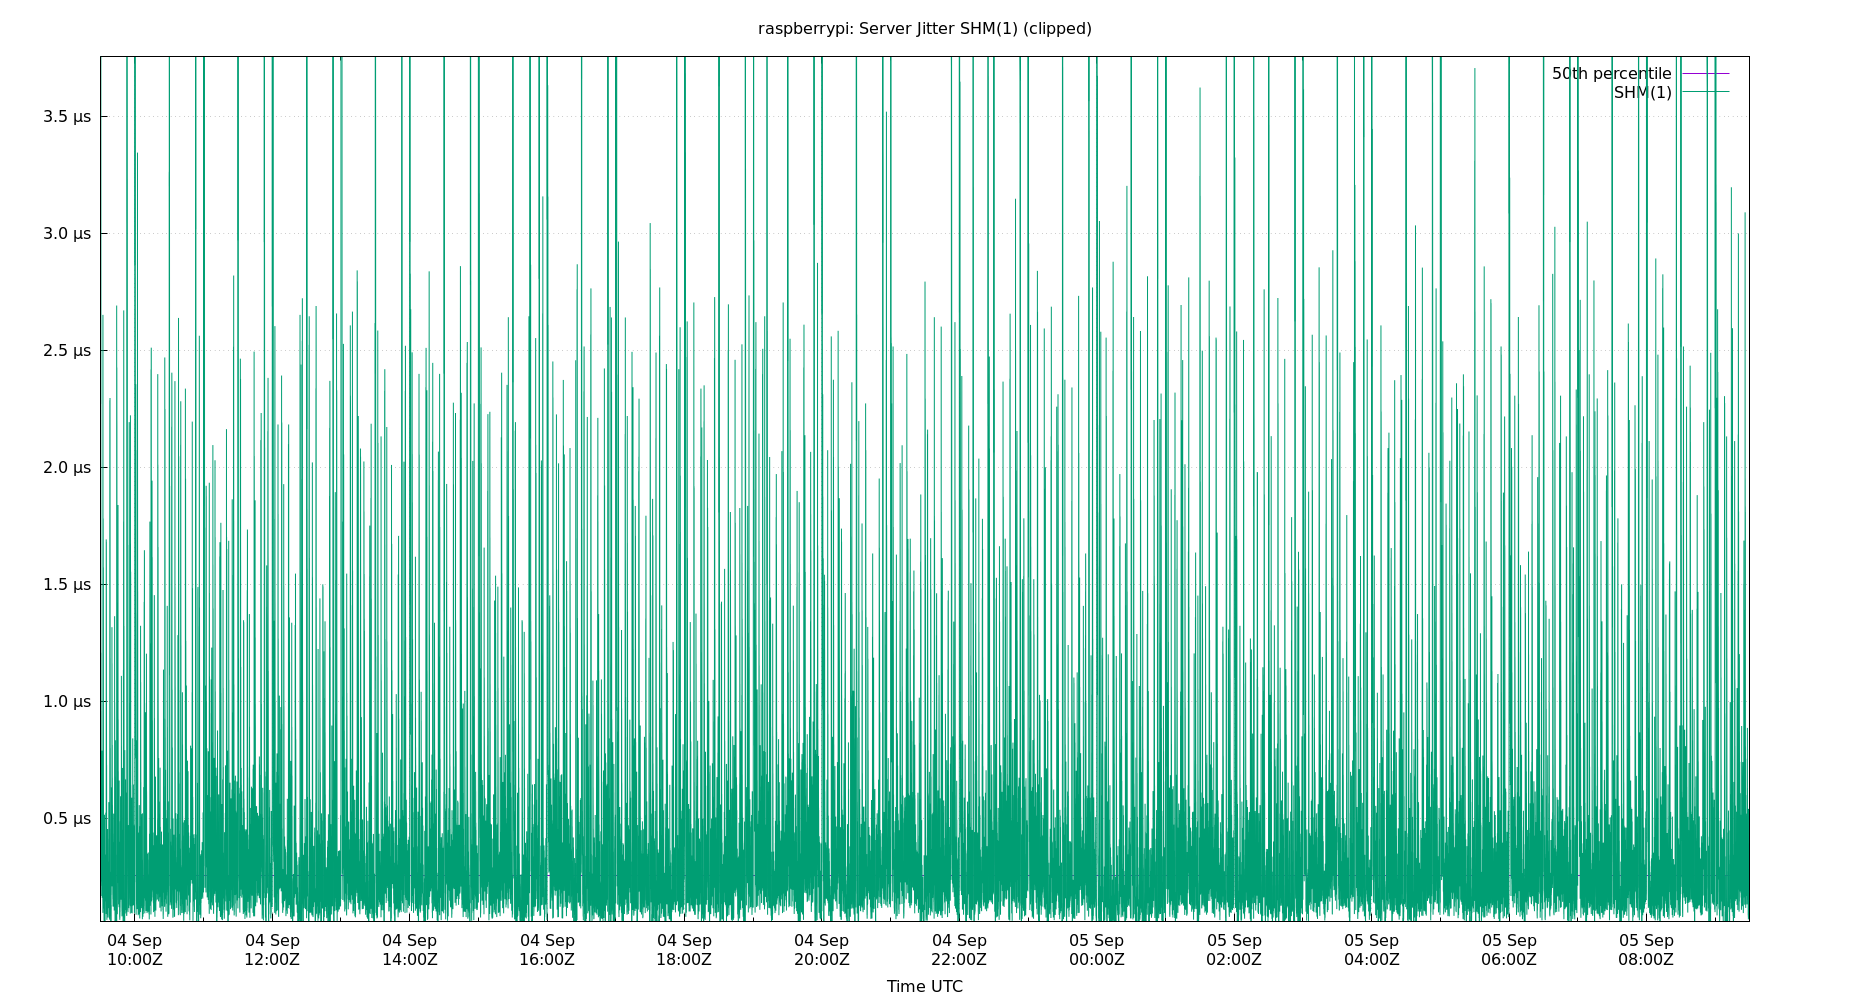 raspberrypi: Server Jitter SHM(1) (clipped)
50th percentile
SHM(1)
3.5 µs
3.0 µs
2.5 µs
2.0 µs
1.5 µs
1.0 µs
0.5 µs
04 Sep 04 Sep 04 Sep 04 Sep 04 Sep 04 Sep 04 Sep 05 Sep 05 Sep 05 Sep 05 Sep 05 Sep
10:00Z 12:00Z 14:00Z 16:00Z 18:00Z 20:00Z 22:00Z 00:00Z 02:00Z 04:00Z 06:00Z 08:00Z
Time UTC